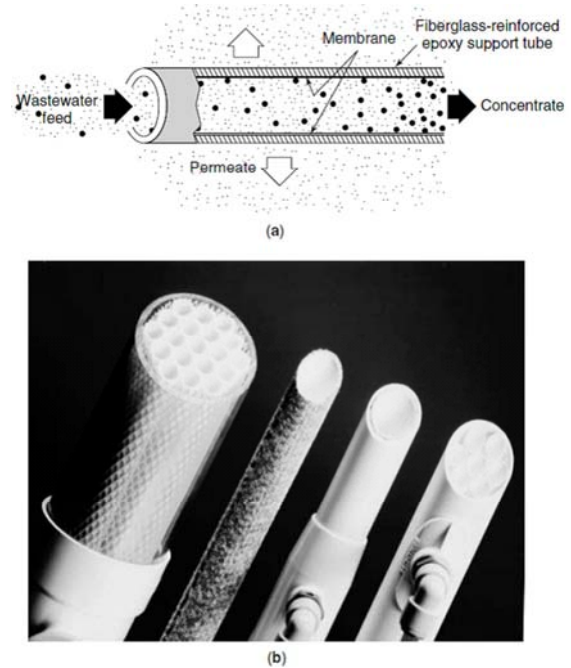 Fiberglass-reinforced
epoxy support tube
Membrane
Wastewater
feed
Concentrate
Permeate
(a)
(b)